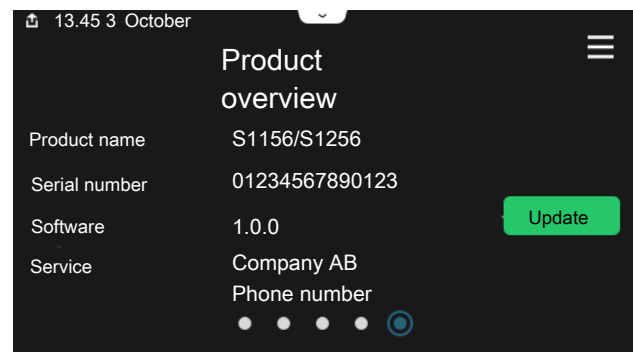 13.45 3 October
Product
overview
Product name S1156/S1256
Serial number 01234567890123
Software 1.0.0 Update
Service Company AB
Phone number